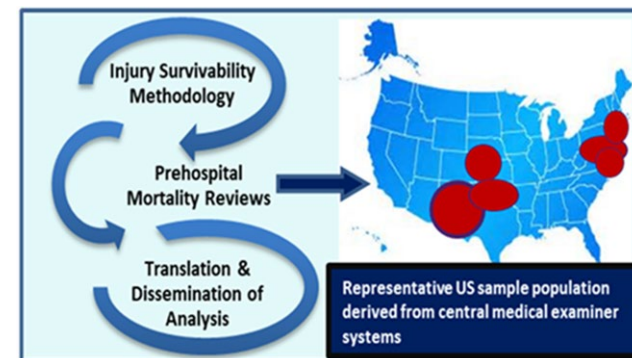 Injury Survivability
Methodology
Prehospital
Mortality Reviews
Translation &
Dissemination of
Analysis
Representative US sample population
derived from central medical examiner
systems